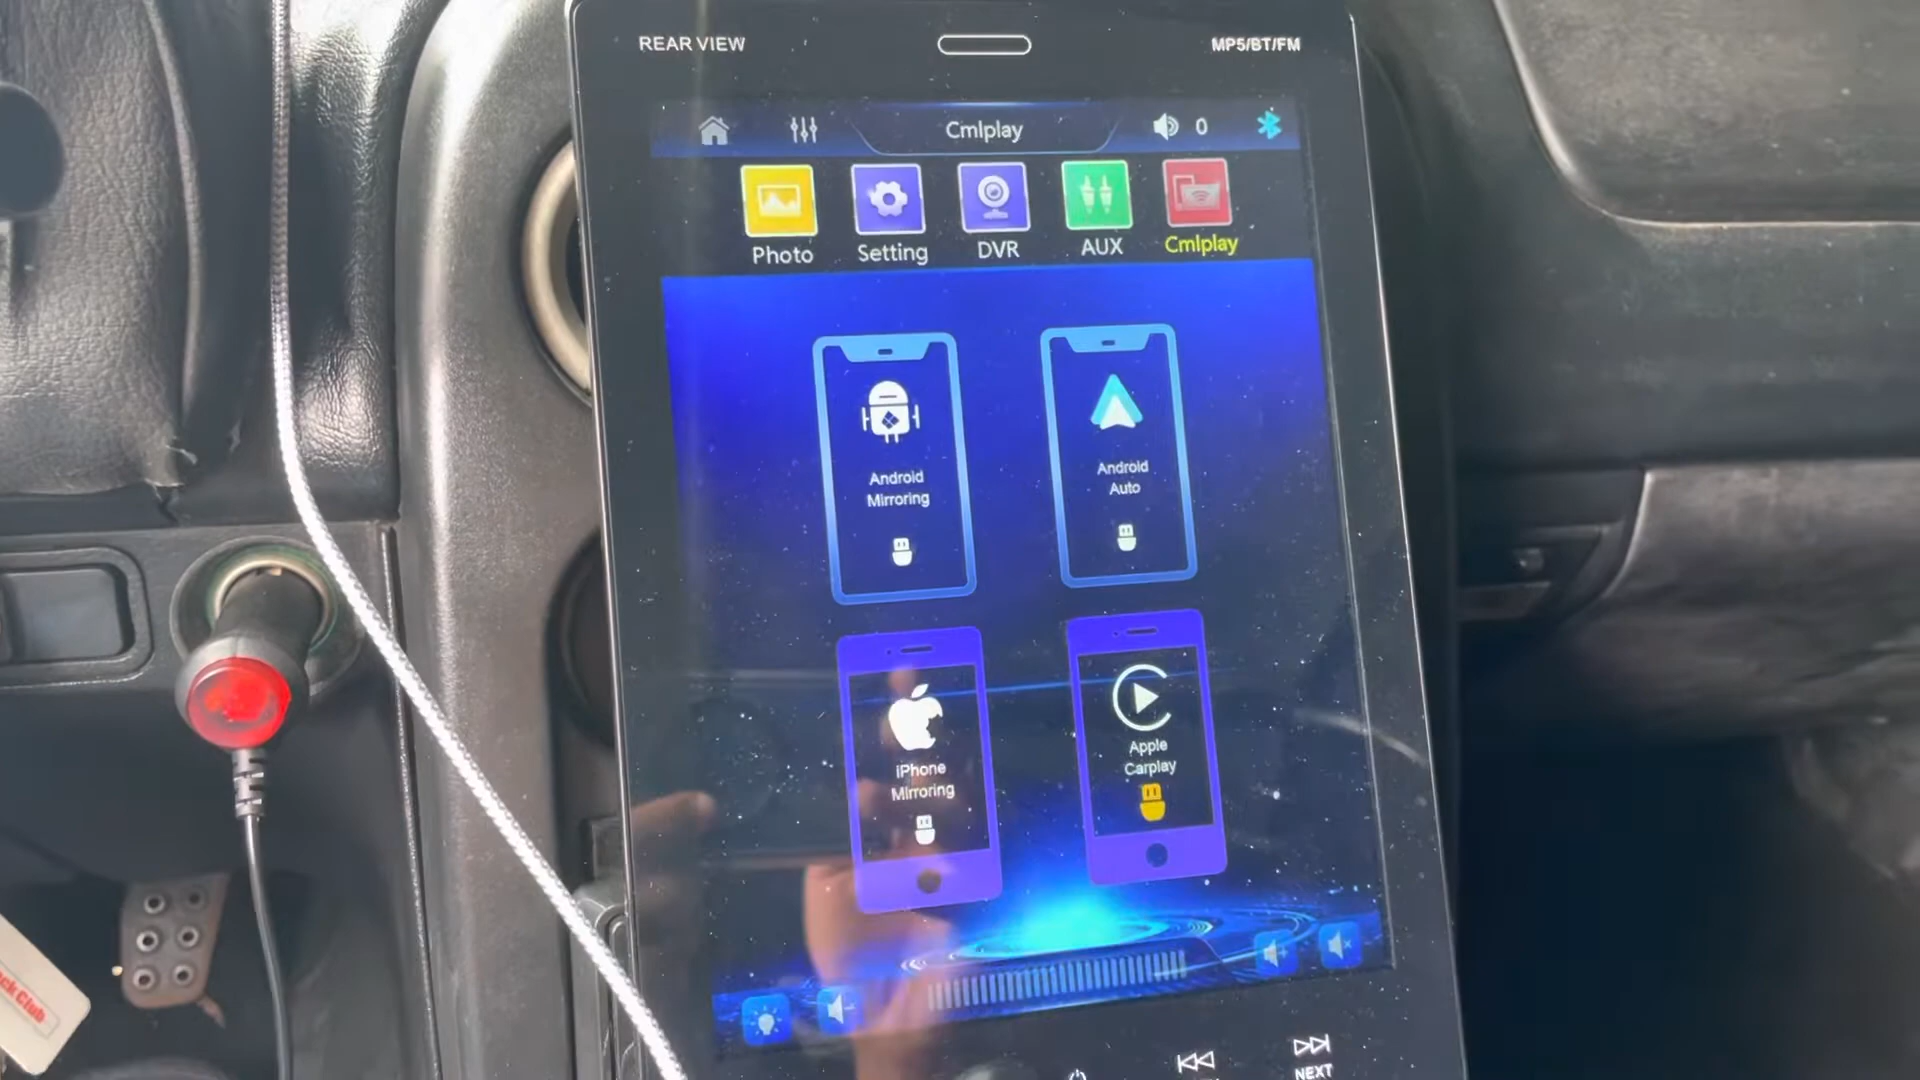 REAR VIEW
MP5/BT/FM
Cmlplay
0
Photo
Setting
DVR
AUX
Cmlplay
Android
Mirroring
Android
Auto
iPhone
Mirroring
Apple
Carplay
NEXT
Club